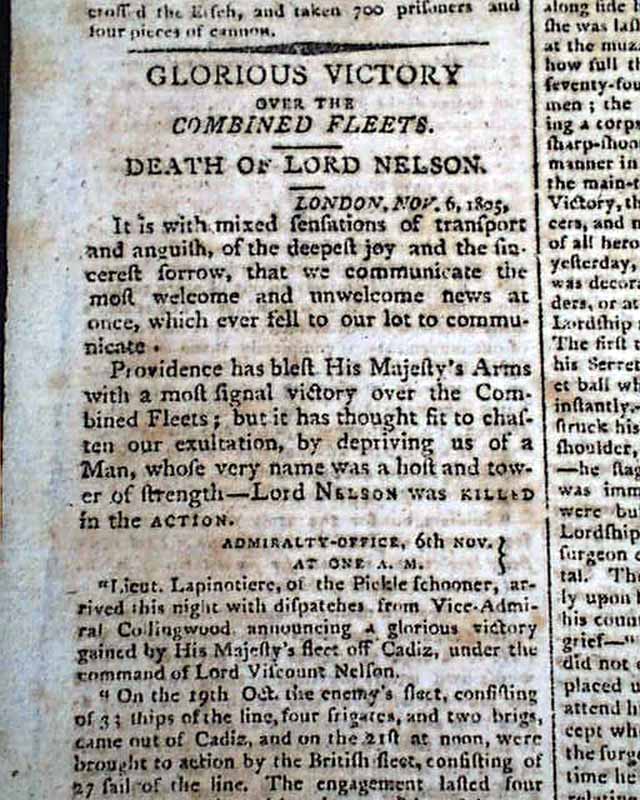 cross'd the Eisch, and taken 700 prisoners and
four pieces of cannon.
GLORIOUS VICTORY
OVER THE
COMBINED FLEETS.
DEATH OF LORD NELSON.
LONDON, NOV. 6, 1805,
It is with mixed sensations of transport
and anguish, of the deepest joy and the sin-
cerest sorrow, that we communicate the
most welcome and unwelcome news at
once, which ever fell to our lot to commu-
nicate.
Providence has blest His Majesty's Arms
with a most signal victory over the Com-
bined Fleets; but it has thought fit to chas-
ten our exultation, by depriving us of a
Man, whose very name was a host and tow-
er of strength—Lord NELSON was KILLED
in the ACTION.
ADMIRALTY-OFFICE, 6th NOV.
AT ONE A. M.
"Lieut. Lapinotiere, of the Pickle schooner, ar-
rived this night with dispatches from Vice-Admi-
ral Collingwood announcing a glorious victory
gained by His Majesty's fleet off Cadiz, under the
command of Lord Viscount Nelson.
"On the 19th Oct. the enemy's fleet, consisting
of 33 ships of the line, four frigates, and two brigs,
came out of Cadiz, and on the 21st at noon, were
brought to action by the British fleet, consisting of
27 sail of the line. The engagement lasted four
along side
she was
at the
how full
seventy-four
men; the
ing a corps
sharp-shoo
manner in
the main-
Victory, th
cers, and
of all hero
yesterday,
was decora
ders, or at
Lordship
The first
his Secret
et ball wh
instantly.
struck his
shoulder,
—he stag
was imm
were bu
Lordship
surgeon
tal. Th
ly upon
his coun
grief—"
did not
placed u
attend h
cept wh
the surge
time he